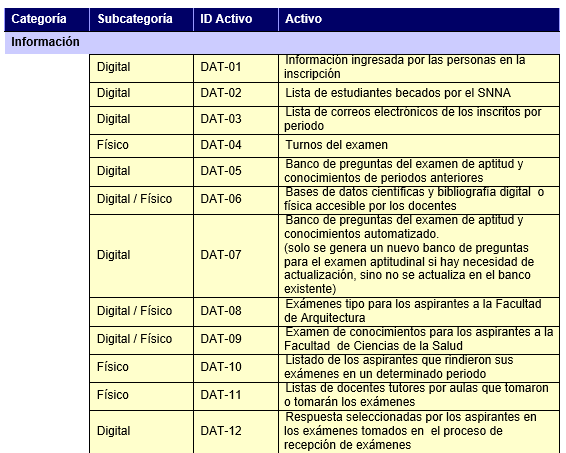 Categoría Subcategoría ID Activo Activo
Información
Digital DAT-01 Información ingresada por las personas en la
inscripción
Digital DAT-02 Lista de estudiantes becados por el SNNA
Digital DAT-03 Lista de correos electrónicos de los inscritos por
periodo
Físico DAT-04 Turnos del examen
Digital DAT-05 Banco de preguntas del examen de aptitud y
conocimientos de periodos anteriores
Digital / Físico DAT-06 Bases de datos científicas y bibliografía digital o
física accesible por los docentes
Digital DAT-07 Banco de preguntas del examen de aptitud y
conocimientos automatizado.
(solo se genera un nuevo banco de preguntas
para el examen aptitudinal si hay necesidad de
actualización, sino no se actualiza en el banco
existente)
Digital / Físico DAT-08 Exámenes tipo para los aspirantes a la Facultad
de Arquitectura
Digital / Físico DAT-09 Examen de conocimientos para los aspirantes a la
Facultad de Ciencias de la Salud
Físico DAT-10 Listado de los aspirantes que rindieron sus
exámenes en un determinado periodo
Físico DAT-11 Listas de docentes tutores por aulas que tomaron
o tomarán los exámenes
Digital DAT-12 Respuesta seleccionadas por los aspirantes en
los exámenes tomados en el proceso de
recepción de exámenes